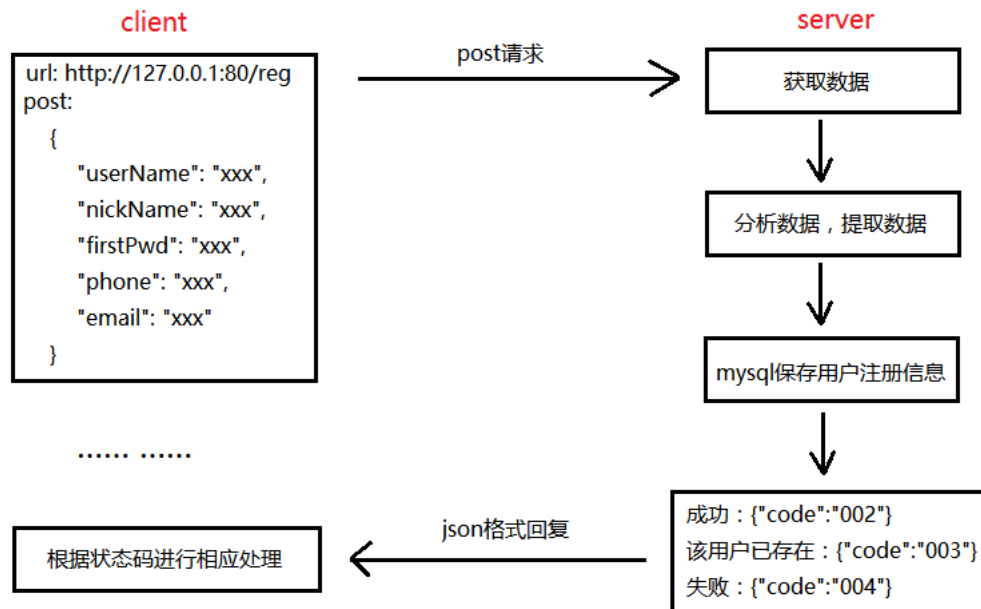 client
url: http://127.0.0.1:80/reg
post:
{
"userName": "xxx",
"nickName": "xxx",
"firstPwd": "xxx",
"phone": "xxx",
"email": "xxx"
}
...... ......
根据状态码进行相应处理
post请求
json格式回复
server
获取数据
分析数据，提取数据
mysql保存用户注册信息
成功：{"code":"002"}
该用户已存在：{"code":"003"}
失败：{"code":"004"}